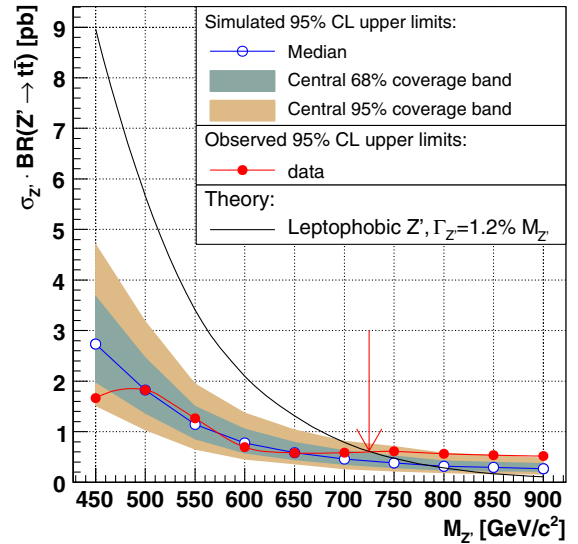 σ_Z' · BR(Z' → tt̄) [pb]
9
8
7
6
5
4
3
2
1
0
Simulated 95% CL upper limits:
Median
Central 68% coverage band
Central 95% coverage band
Observed 95% CL upper limits:
data
Theory:
Leptophobic Z', Γ_Z'=1.2% M_Z'
450 500 550 600 650 700 750 800 850 900
M_Z' [GeV/c²]